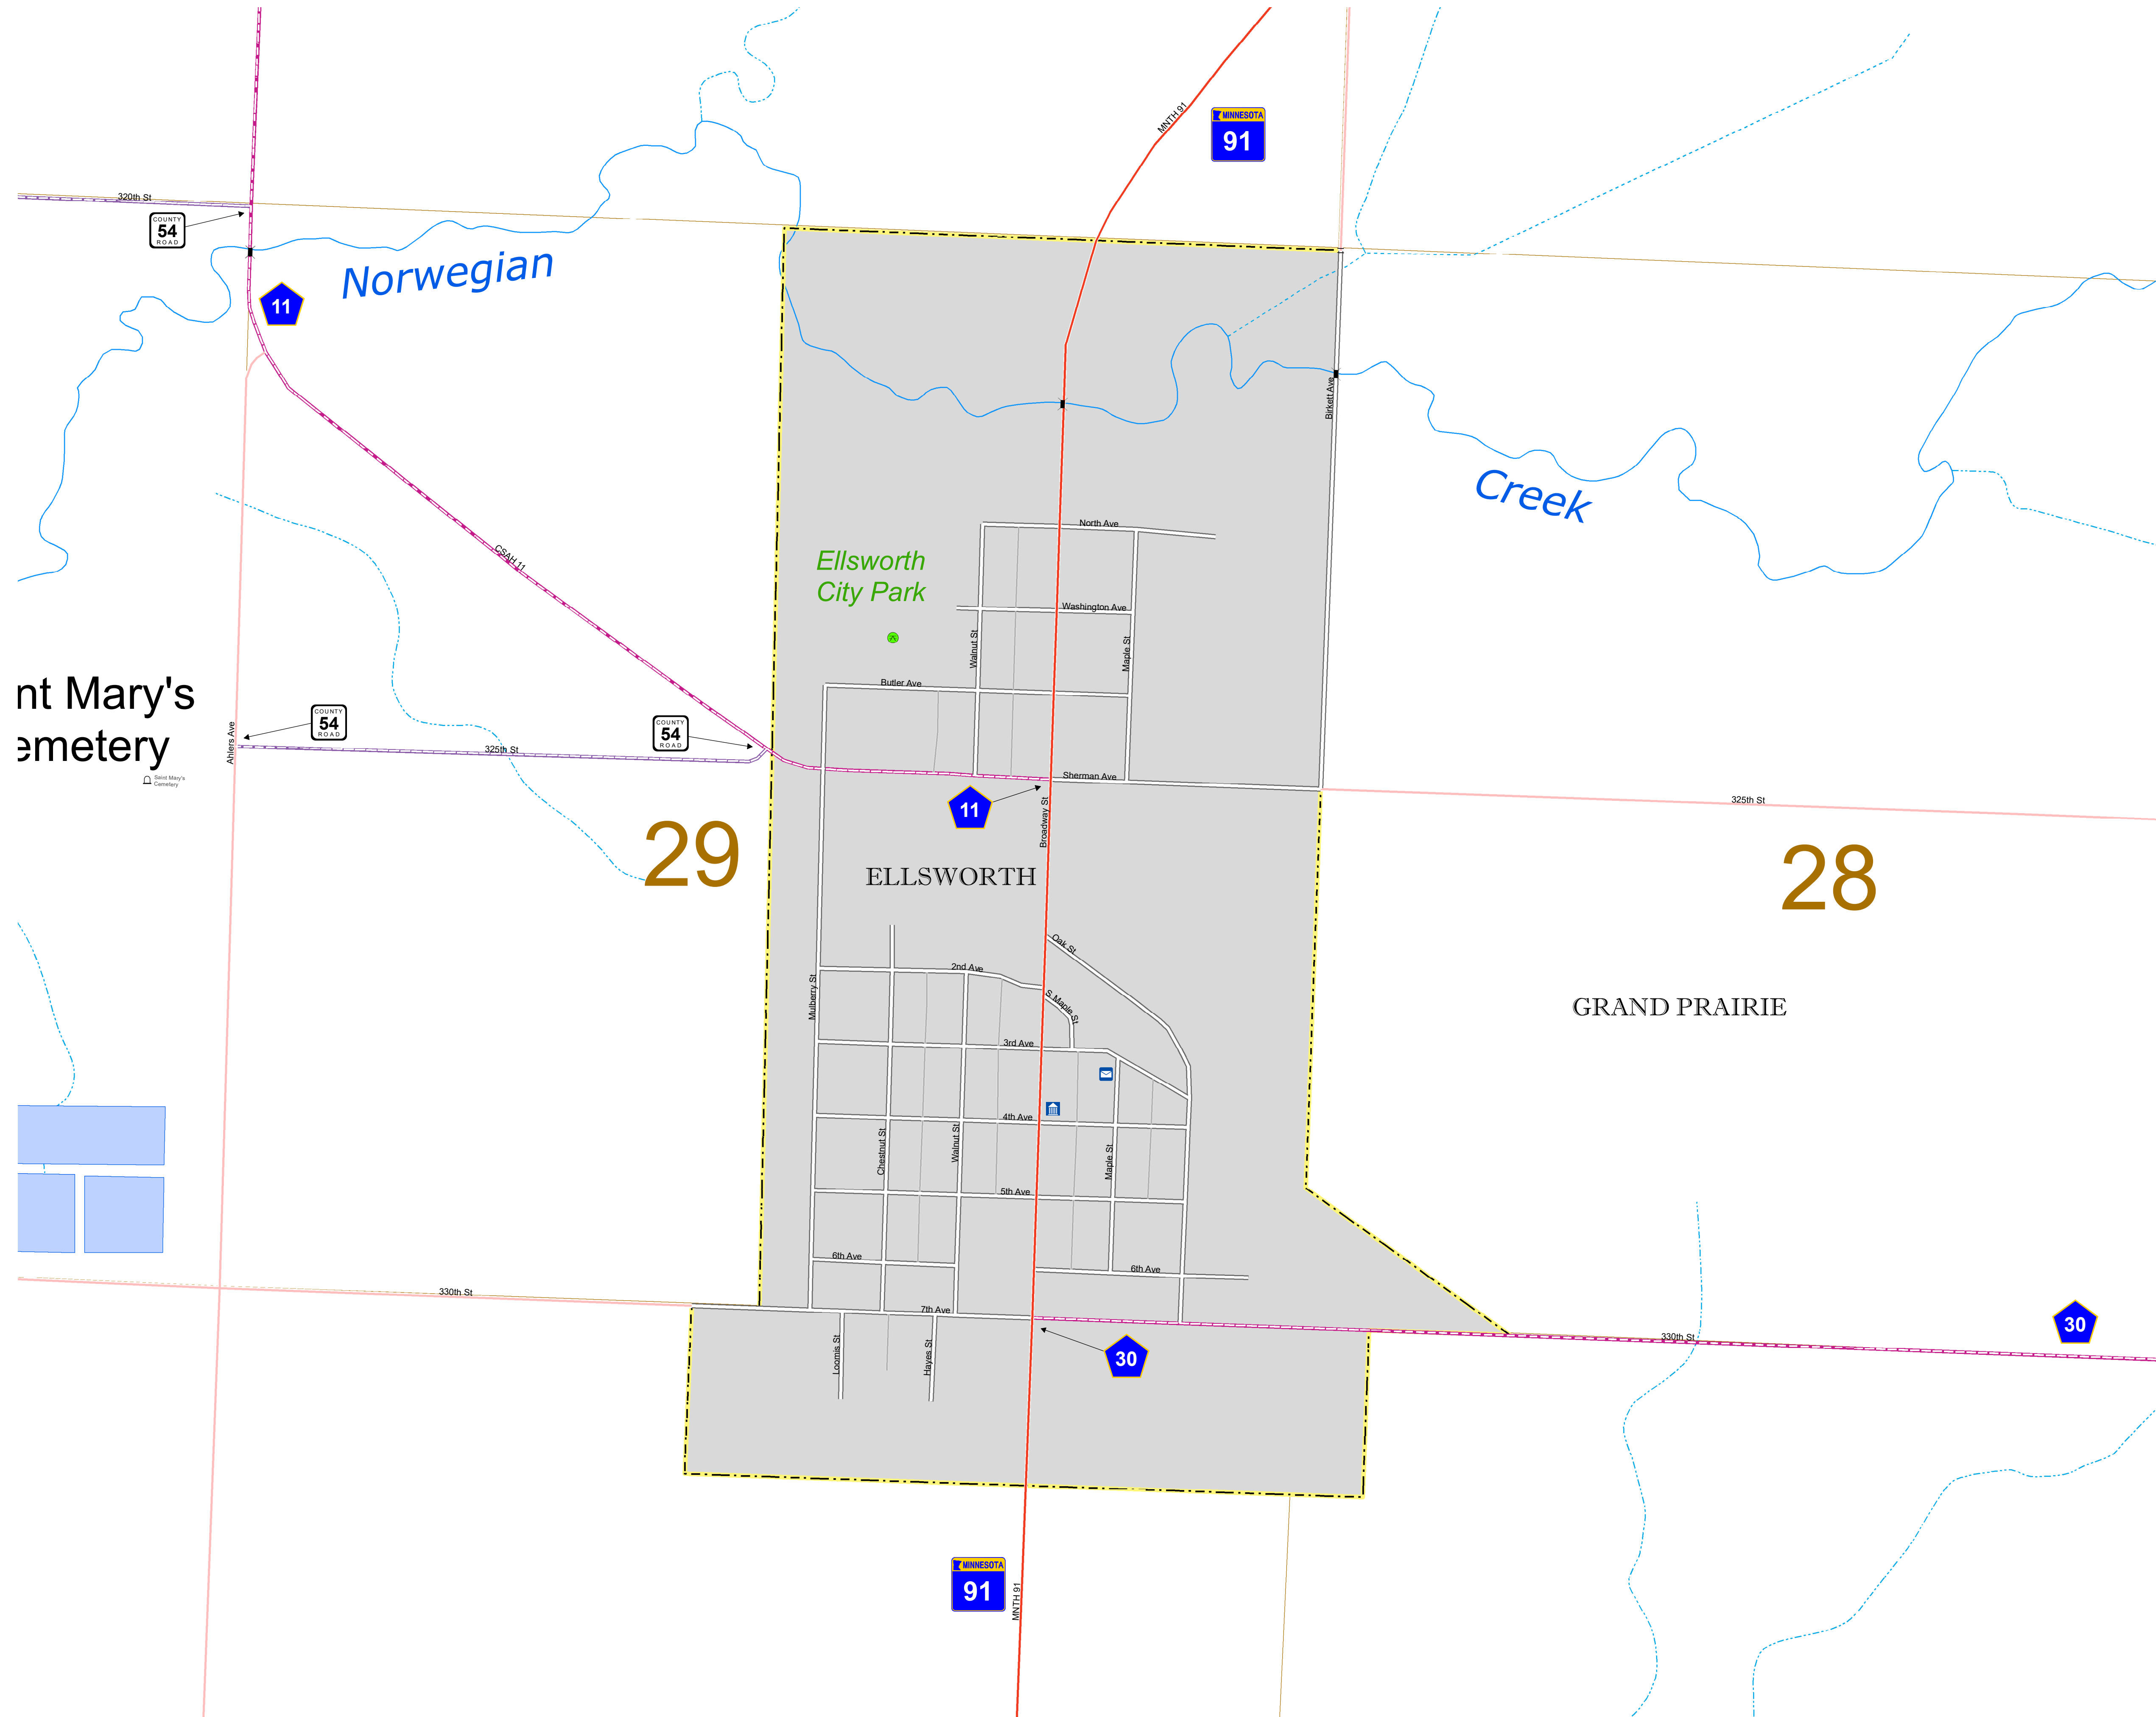 MNTH 91
MINNESOTA
91
320th St
COUNTY
54
ROAD
11
Norwegian
Birkett Ave
Creek
North Ave
CSAH 11
Ellsworth
City Park
Washington Ave
Walnut St
Maple St
Butler Ave
nt Mary's
emetery
Saint Mary's
Cemetery
Ahlers Ave
COUNTY
54
ROAD
325th St
COUNTY
54
ROAD
Sherman Ave
11
Broadway St
325th St
29
ELLSWORTH
28
Oak St
2nd Ave
Mulberry St
S Maple St
GRAND PRAIRIE
3rd Ave
4th Ave
Chestnut St
Walnut St
Maple St
5th Ave
6th Ave
6th Ave
330th St
7th Ave
Loomis St
Hayes St
30
330th St
30
MINNESOTA
91
MNTH 91